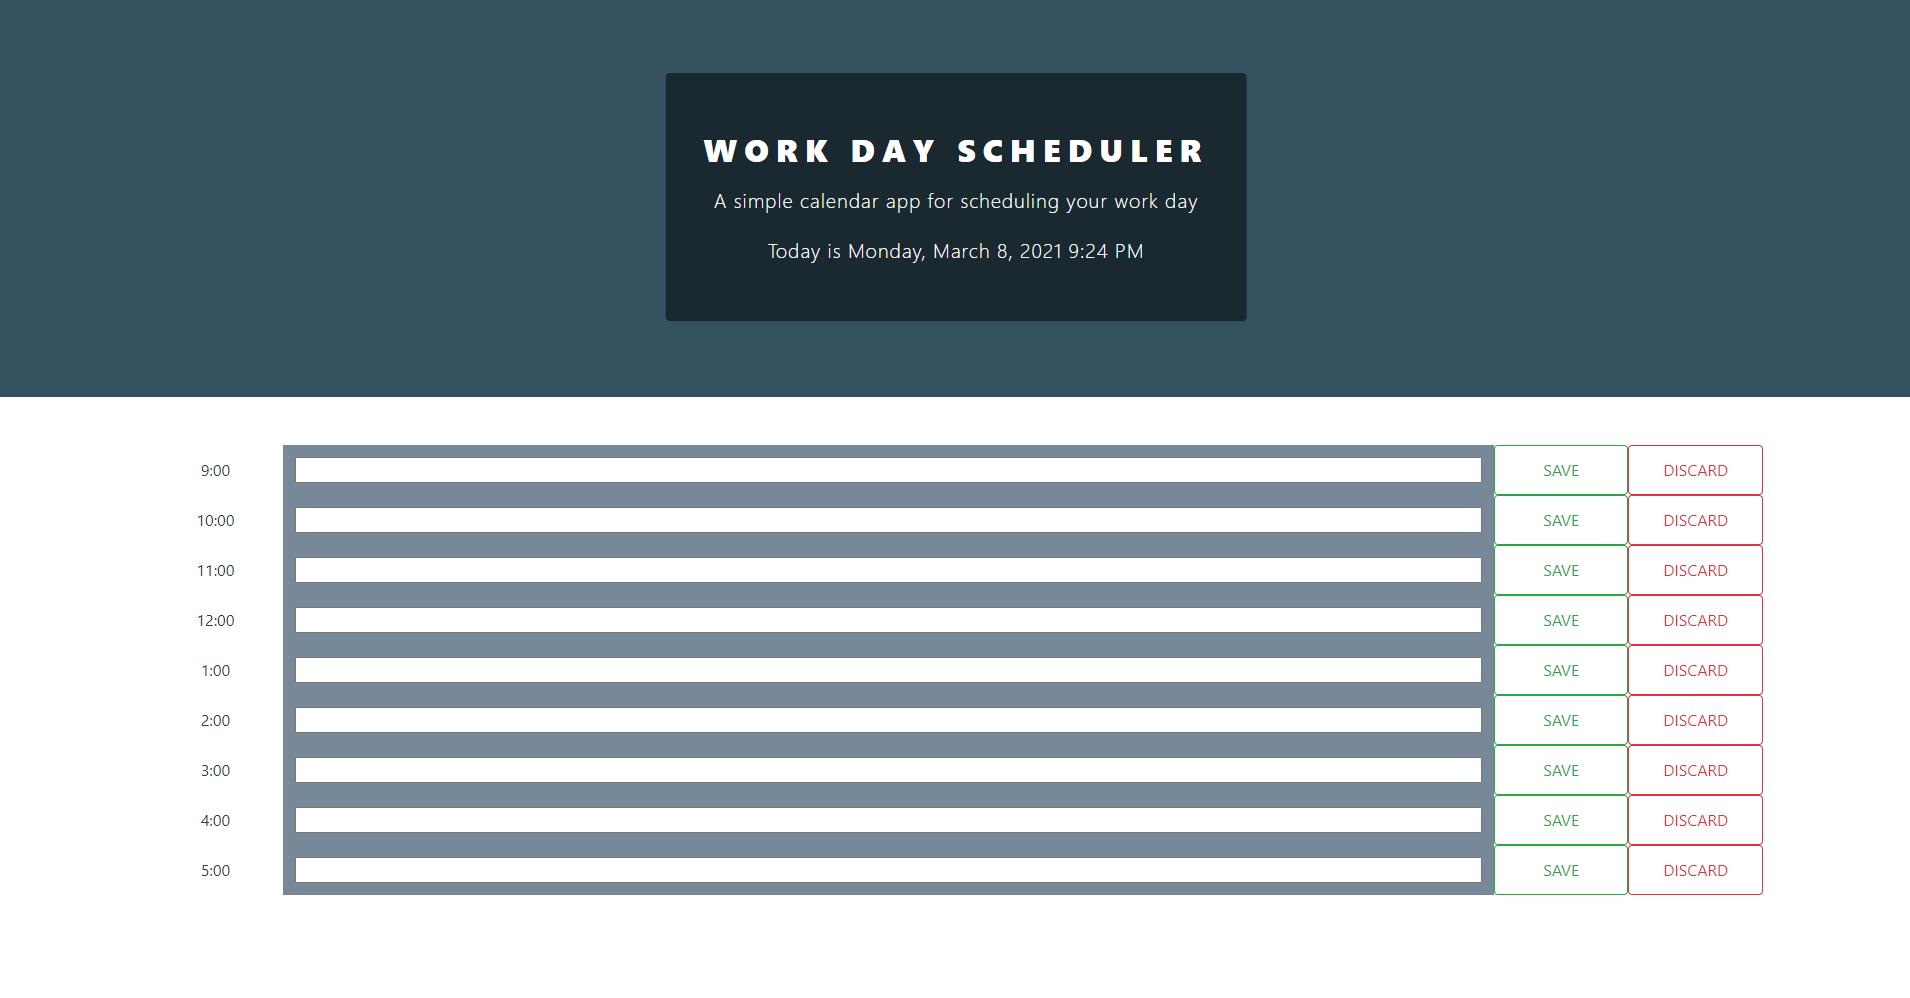 WORK DAY SCHEDULER
A simple calendar app for scheduling your work day
Today is Monday, March 8, 2021 9:24 PM
9:00 SAVE DISCARD
10:00 SAVE DISCARD
11:00 SAVE DISCARD
12:00 SAVE DISCARD
1:00 SAVE DISCARD
2:00 SAVE DISCARD
3:00 SAVE DISCARD
4:00 SAVE DISCARD
5:00 SAVE DISCARD